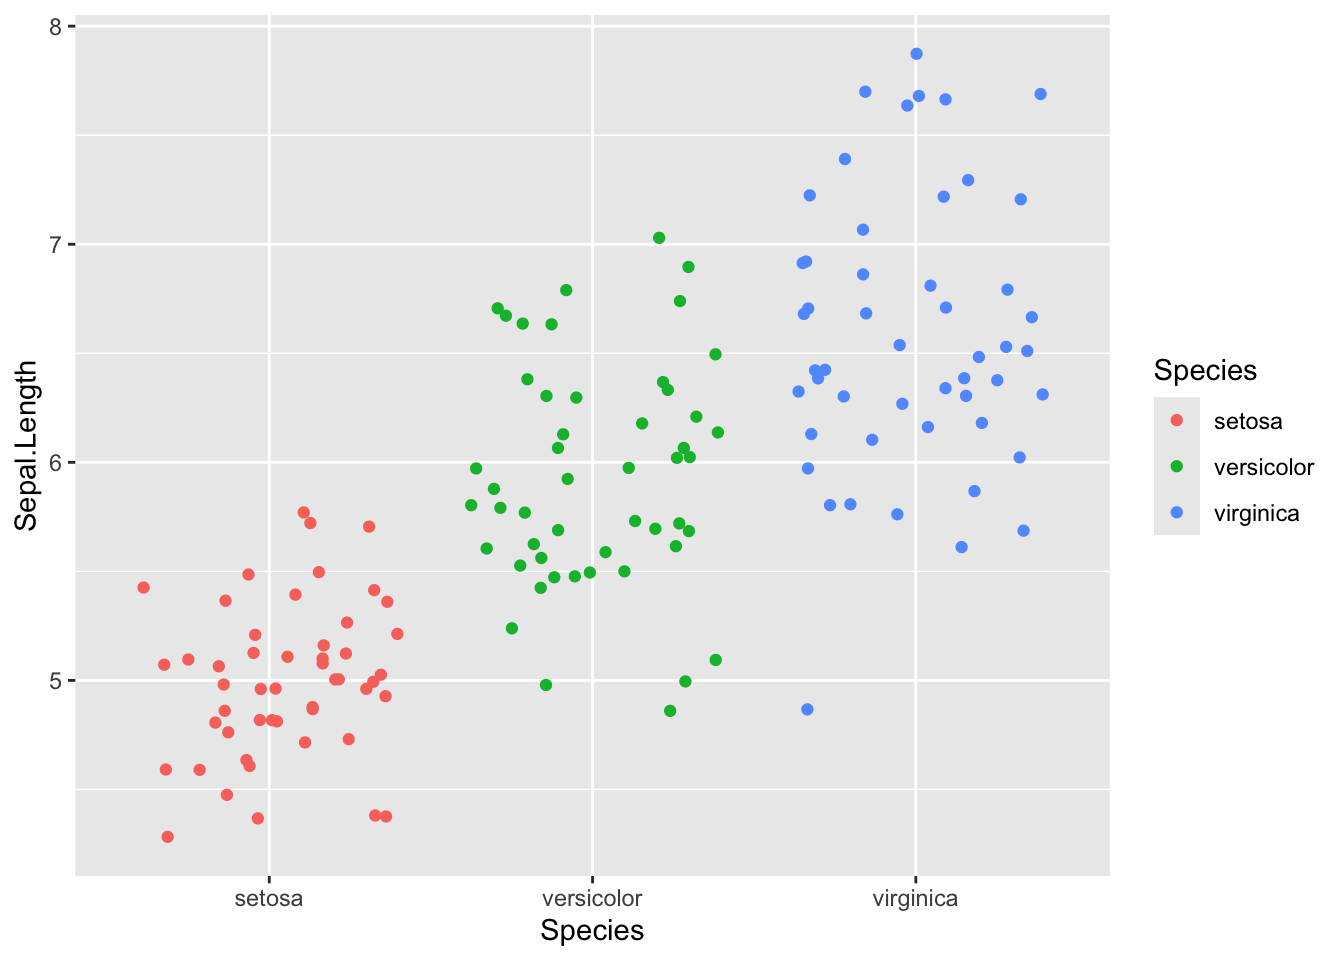 8
7
6
5
Sepal.Length
setosa
versicolor
virginica
Species
Species
setosa
versicolor
virginica